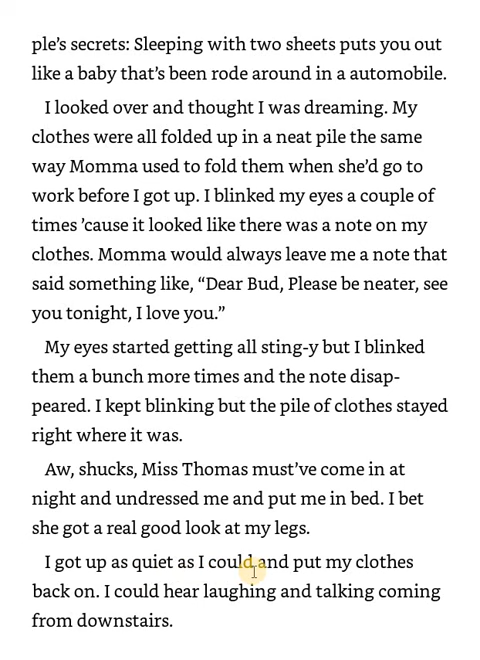 ple's secrets: Sleeping with two sheets puts you out
like a baby that's been rode around in a automobile.
I looked over and thought I was dreaming. My
clothes were all folded up in a neat pile the same
way Momma used to fold them when she'd go to
work before I got up. I blinked my eyes a couple of
times 'cause it looked like there was a note on my
clothes. Momma would always leave me a note that
said something like, “Dear Bud, Please be neater, see
you tonight, I love you.”
My eyes started getting all sting-y but I blinked
them a bunch more times and the note disap-
peared. I kept blinking but the pile of clothes stayed
right where it was.
Aw, shucks, Miss Thomas must've come in at
night and undressed me and put me in bed. I bet
she got a real good look at my legs.
I got up as quiet as I could and put my clothes
back on. I could hear laughing and talking coming
from downstairs.